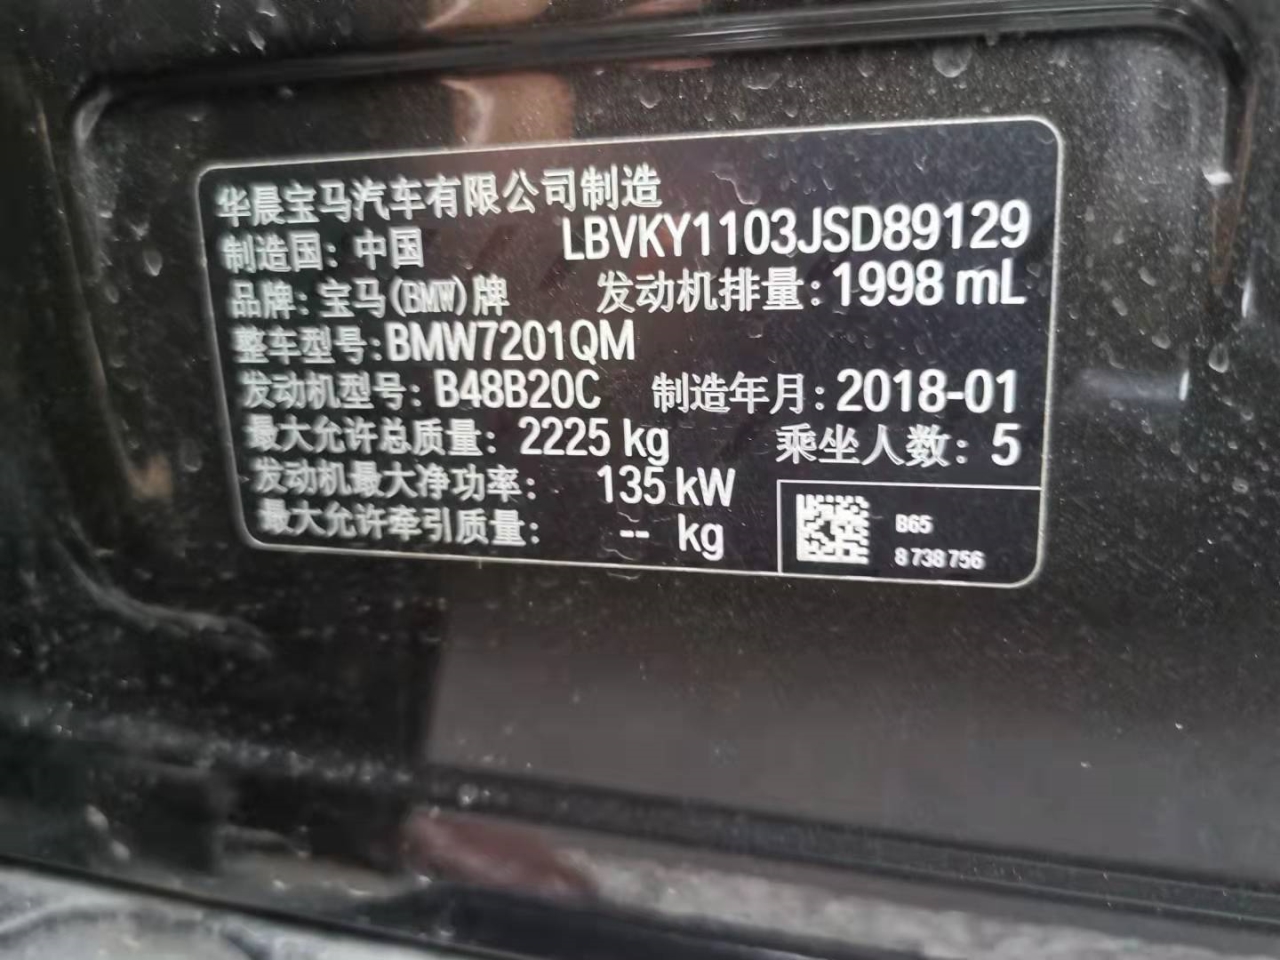 华晨宝马汽车有限公司制造
制造国: 中国 LBVKY1103JSD89129
品牌: 宝马(BMW)牌 发动机排量: 1998 mL
整车型号: BMW7201QM
发动机型号: B48B20C 制造年月: 2018-01
最大允许总质量: 2225 kg 乘坐人数: 5
发动机最大净功率: 135 kW
最大允许牵引质量: -- kg
B65
8 738 756